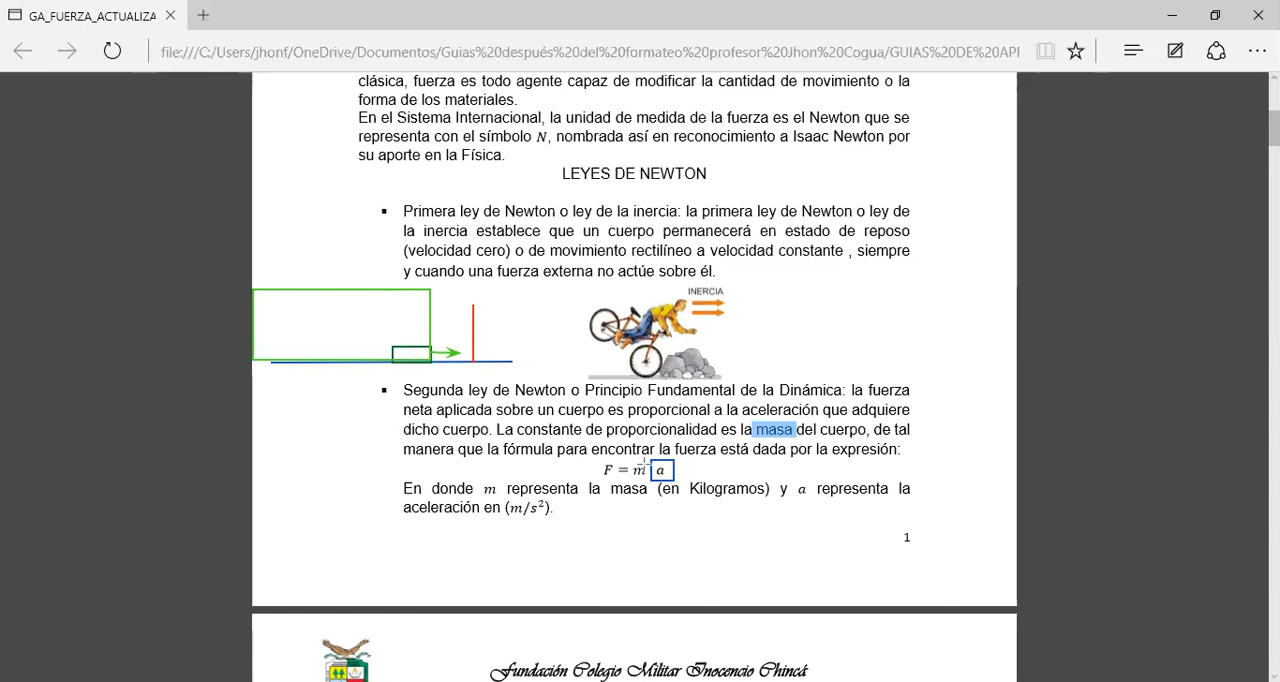 GA_FUERZA_ACTUALIZA
file:///C:/Users/jhonf/OneDrive/Documentos/Guias%20después%20del%20formateo%20profesor%20Jhon%20Cogua/GUIAS%20DE%20API
clásica, fuerza es todo agente capaz de modificar la cantidad de movimiento o la
forma de los materiales.
En el Sistema Internacional, la unidad de medida de la fuerza es el Newton que se
representa con el símbolo N, nombrada así en reconocimiento a Isaac Newton por
su aporte en la Física.
LEYES DE NEWTON
▪ Primera ley de Newton o ley de la inercia: la primera ley de Newton o ley de
la inercia establece que un cuerpo permanecerá en estado de reposo
(velocidad cero) o de movimiento rectilíneo a velocidad constante , siempre
y cuando una fuerza externa no actúe sobre él.
INERCIA
▪ Segunda ley de Newton o Principio Fundamental de la Dinámica: la fuerza
neta aplicada sobre un cuerpo es proporcional a la aceleración que adquiere
dicho cuerpo. La constante de proporcionalidad es la masa del cuerpo, de tal
manera que la fórmula para encontrar la fuerza está dada por la expresión:
F = m a
En donde m representa la masa (en Kilogramos) y a representa la
aceleración en (m/s²).
1
Fundación Colegio Militar Inocencio Chincá